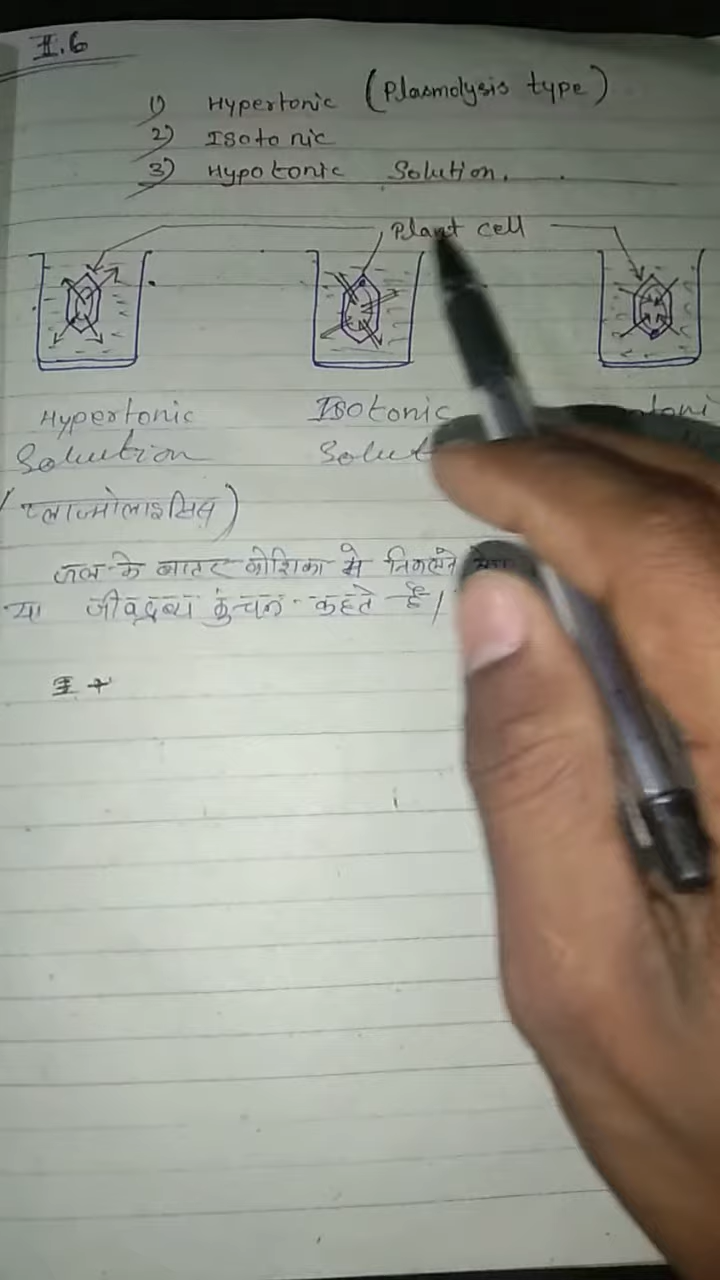 I.6
1) Hypertonic (Plasmolysis type)
2) Isotonic
3) Hypotonic Solution.
Plant cell
Hypertonic Solution
Isotonic
(प्लाज्मोलाइसिस)
जल के बाहर कोशिका से निकलने
या जीवद्रव्य कुंचन कहते है।
I +